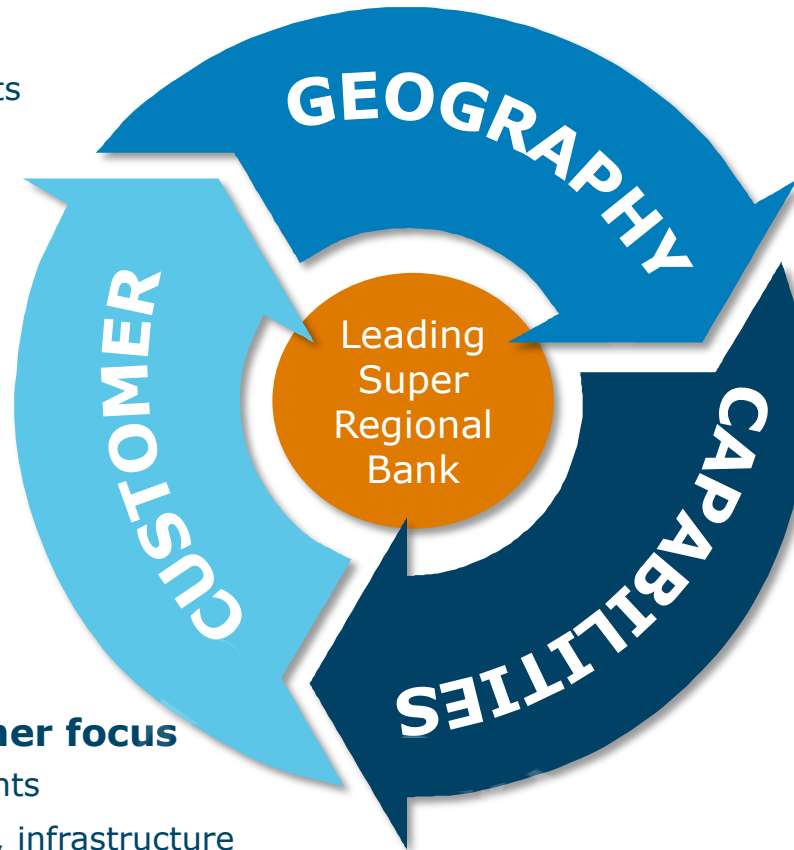 ts
GEOGRAPHY
CUSTOMER
Leading
Super
Regional
Bank
CAPABILITIES
ner focus
nts
, infrastructure